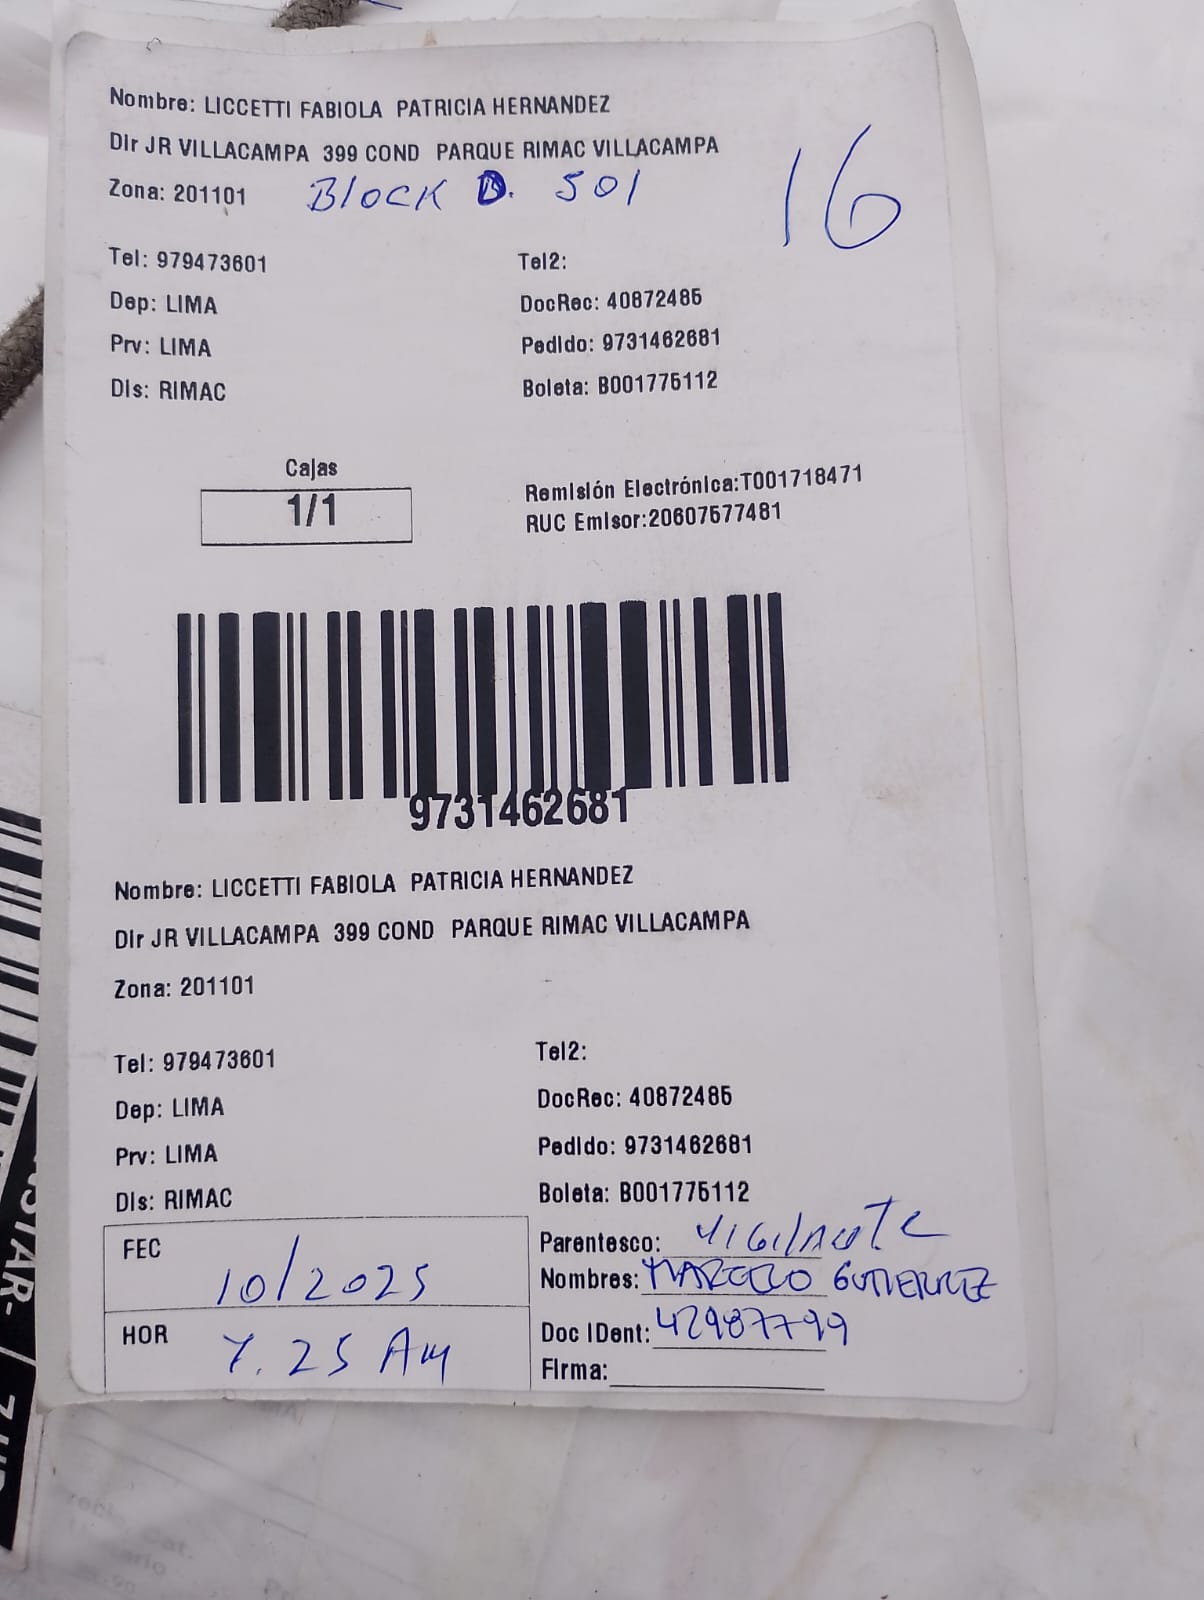 Nombre: LICCETTI FABIOLA PATRICIA HERNANDEZ
Dir JR VILLACAMPA 399 COND PARQUE RIMAC VILLACAMPA
Zona: 201101 Block D. 501
16
Tel: 979473601 Tel2:
Dep: LIMA DocRec: 40872485
Prv: LIMA Pedido: 9731462681
Dis: RIMAC Boleta: B001775112
Cajas
1/1
Remisión Electrónica:T001718471
RUC Emisor:20607577481
9731462681
Nombre: LICCETTI FABIOLA PATRICIA HERNANDEZ
Dir JR VILLACAMPA 399 COND PARQUE RIMAC VILLACAMPA
Zona: 201101
Tel: 979473601 Tel2:
Dep: LIMA DocRec: 40872485
Prv: LIMA Pedido: 9731462681
Dis: RIMAC Boleta: B001775112
FEC 10/2025
HOR 7.25 AM
Parentesco: VIGILANTE
Nombres: MARCELO GUTIERREZ
Doc IDent: 42987799
Firma: